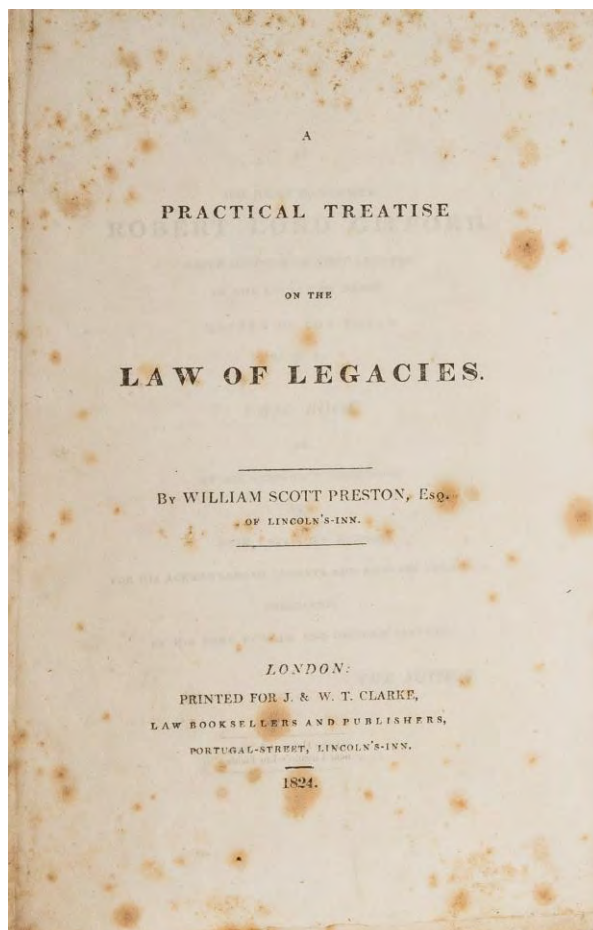 A
PRACTICAL TREATISE
ON THE
LAW OF LEGACIES.
By WILLIAM SCOTT PRESTON, Esq.
OF LINCOLN'S-INN.
LONDON:
PRINTED FOR J. & W. T. CLARKE,
LAW BOOKSELLERS AND PUBLISHERS,
PORTUGAL-STREET, LINCOLN'S-INN.
1824.